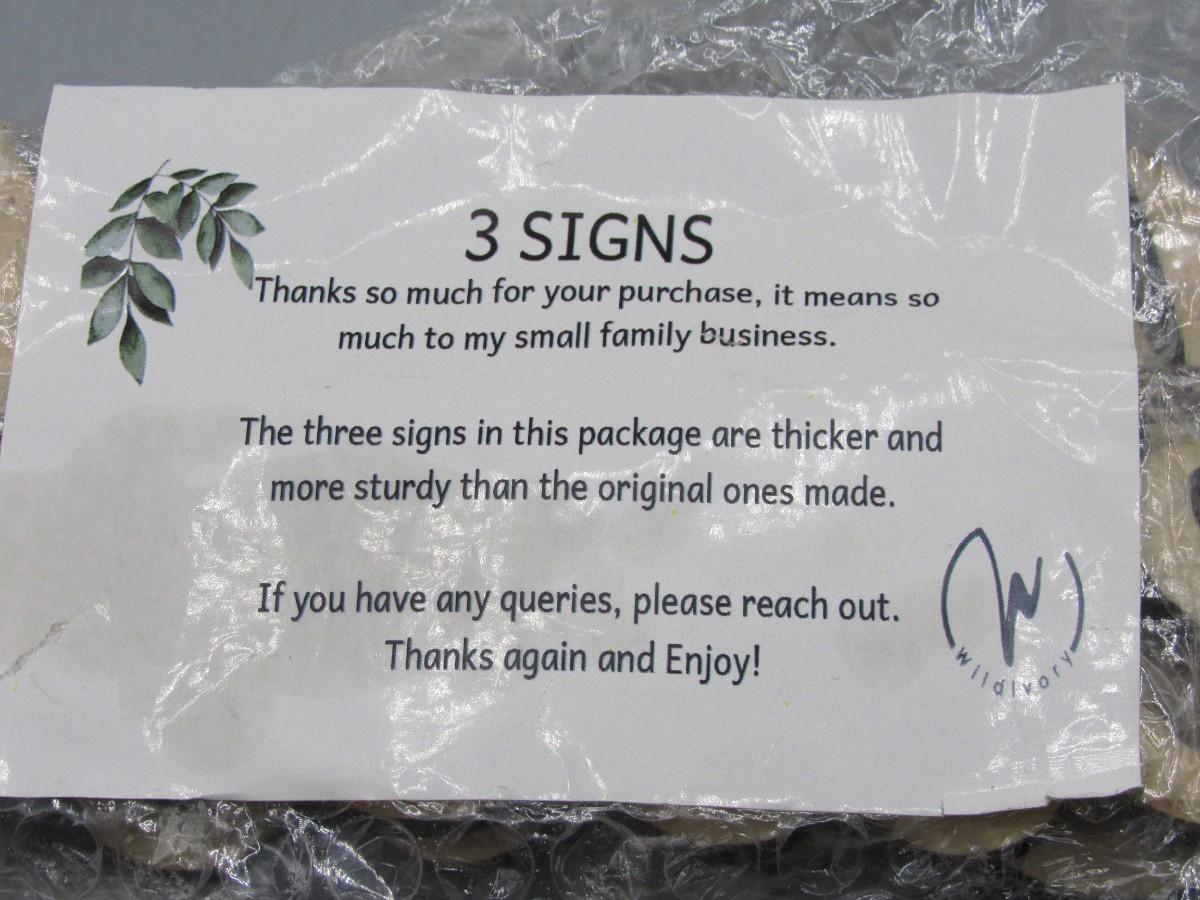 3 SIGNS
Thanks so much for your purchase, it means so
much to my small family business.
The three signs in this package are thicker and
more sturdy than the original ones made.
If you have any queries, please reach out.
Thanks again and Enjoy!
W
WildIvory